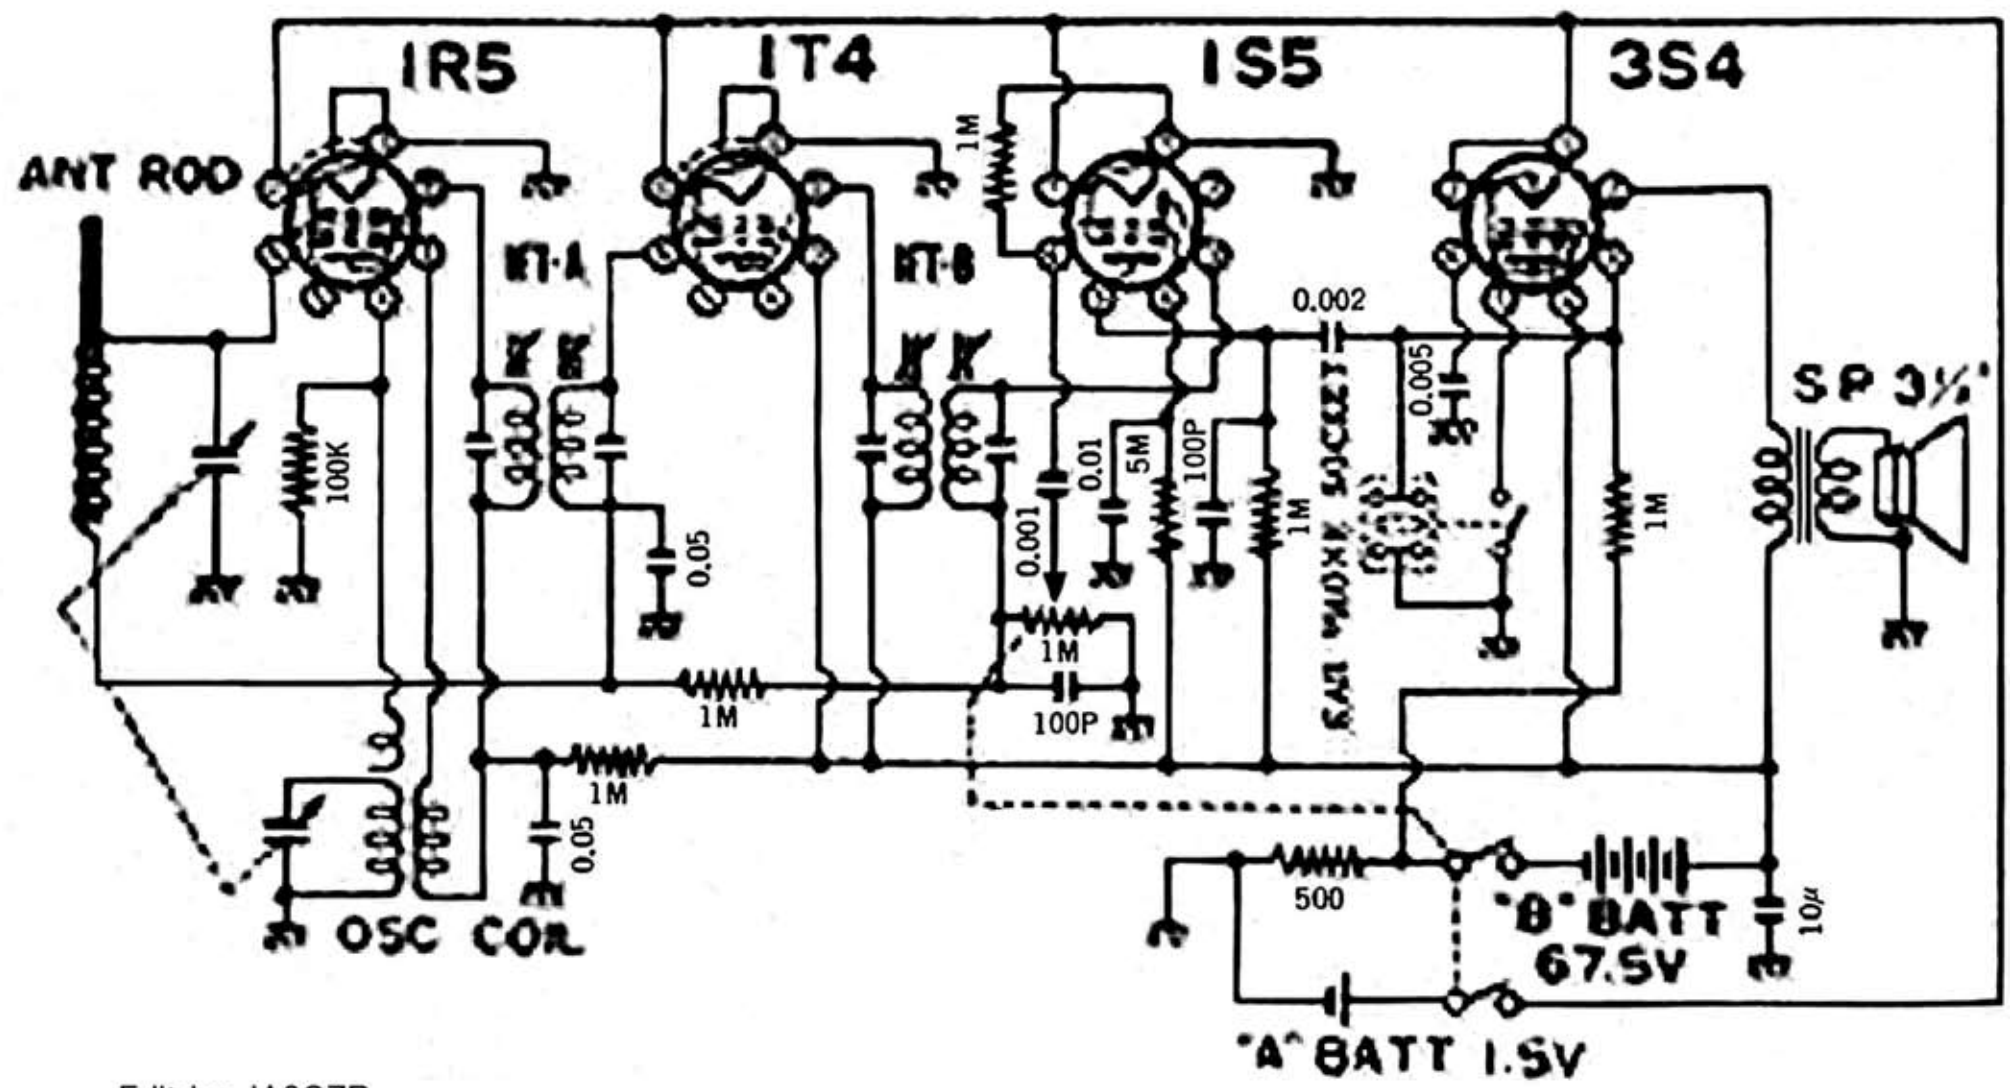 1R5
1T4
1S5
3S4
ANT ROD
1M
0.002
0.005
SP 3½"
100K
0.05
0.01
5M
100P
1M
SOCKET
1M
0.001
1M
1M
100P
1M
0.05
500
"B" BATT
67.5V
10μ
OSC
"A" BATT 1.5V